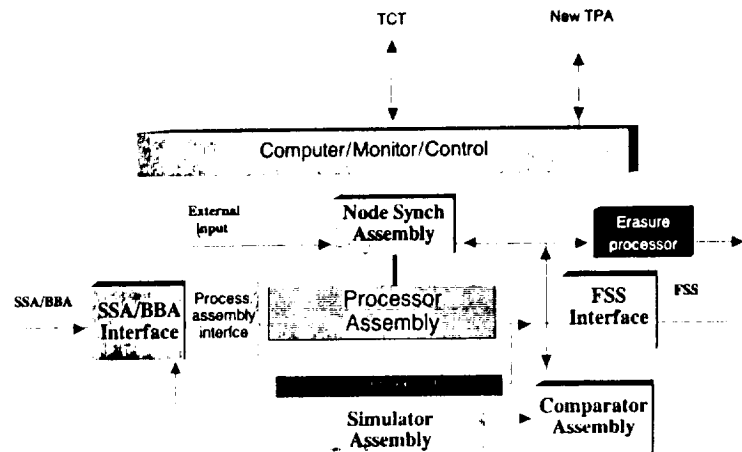 TCT
New TPA
Computer/Monitor/Control
External
Input
Node Synch
Assembly
Erasure
processor
SSA/BBA
SSA/BBA
Interface
Process.
assembly
interfce
Processor
Assembly
FSS
Interface
FSS
Simulator
Assembly
Comparator
Assembly